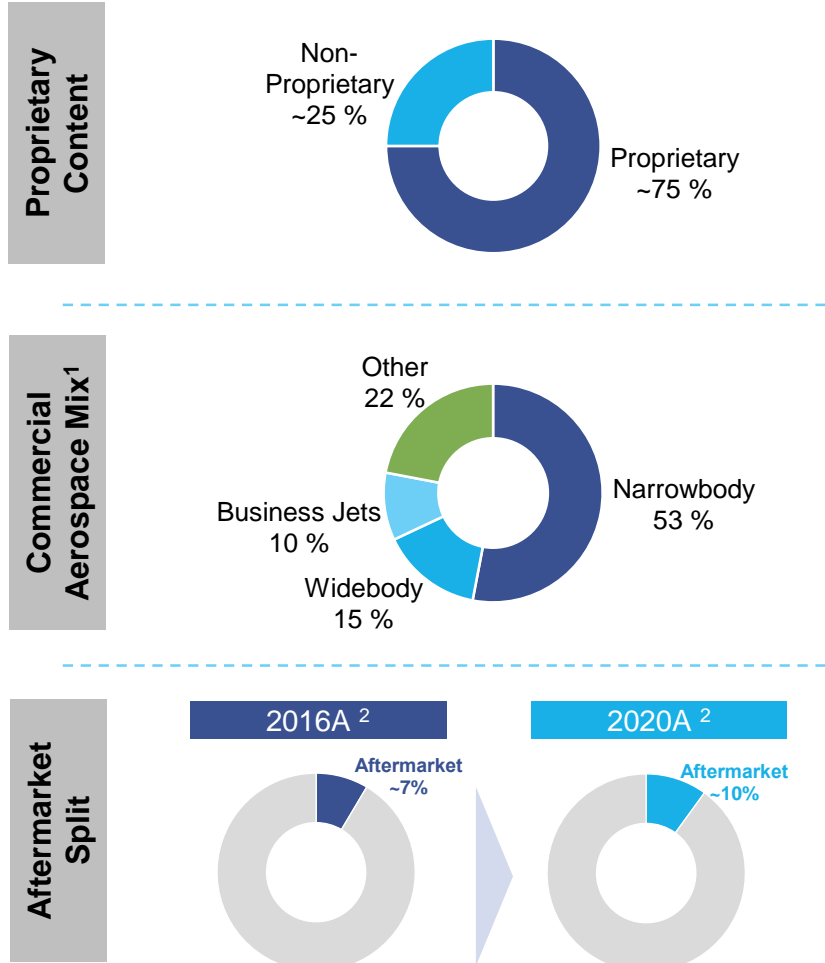 Proprietary
Content
Non-
Proprietary
~25 %
Proprietary
~75 %
Commercial
Aerospace Mix1
Other
22 %
Narrowbody
53 %
Business Jets
10 %
Widebody
15 %
Aftermarket
Split
2016A 2
2020A 2
Aftermarket
~7%
Aftermarket
~10%